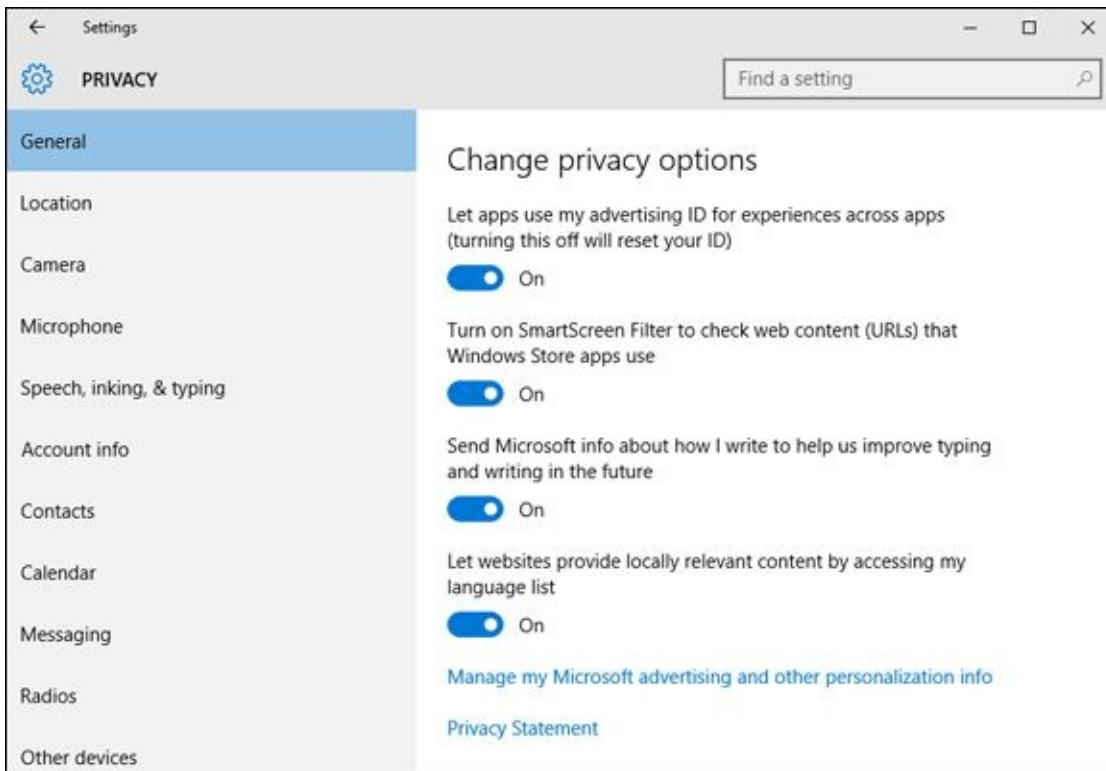 Settings
PRIVACY
Find a setting
General
Location
Camera
Microphone
Speech, inking, & typing
Account info
Contacts
Calendar
Messaging
Radios
Other devices
Change privacy options
Let apps use my advertising ID for experiences across apps
(turning this off will reset your ID)
On
Turn on SmartScreen Filter to check web content (URLs) that
Windows Store apps use
On
Send Microsoft info about how I write to help us improve typing
and writing in the future
On
Let websites provide locally relevant content by accessing my
language list
On
Manage my Microsoft advertising and other personalization info
Privacy Statement